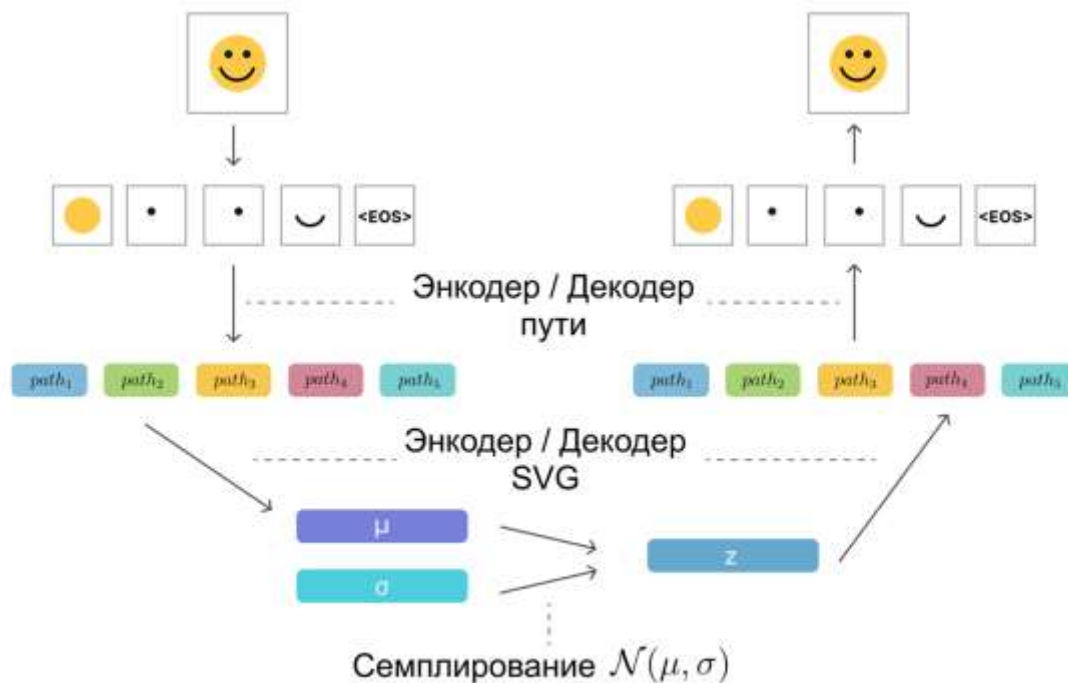 <EOS>
<EOS>
Энкодер / Декодер
пути
path₁ path₂ path₃ path₄ path₅
path₁ path₂ path₃ path₄ path₅
Энкодер / Декодер
SVG
μ
z
σ
Семплирование 𝒩(μ, σ)